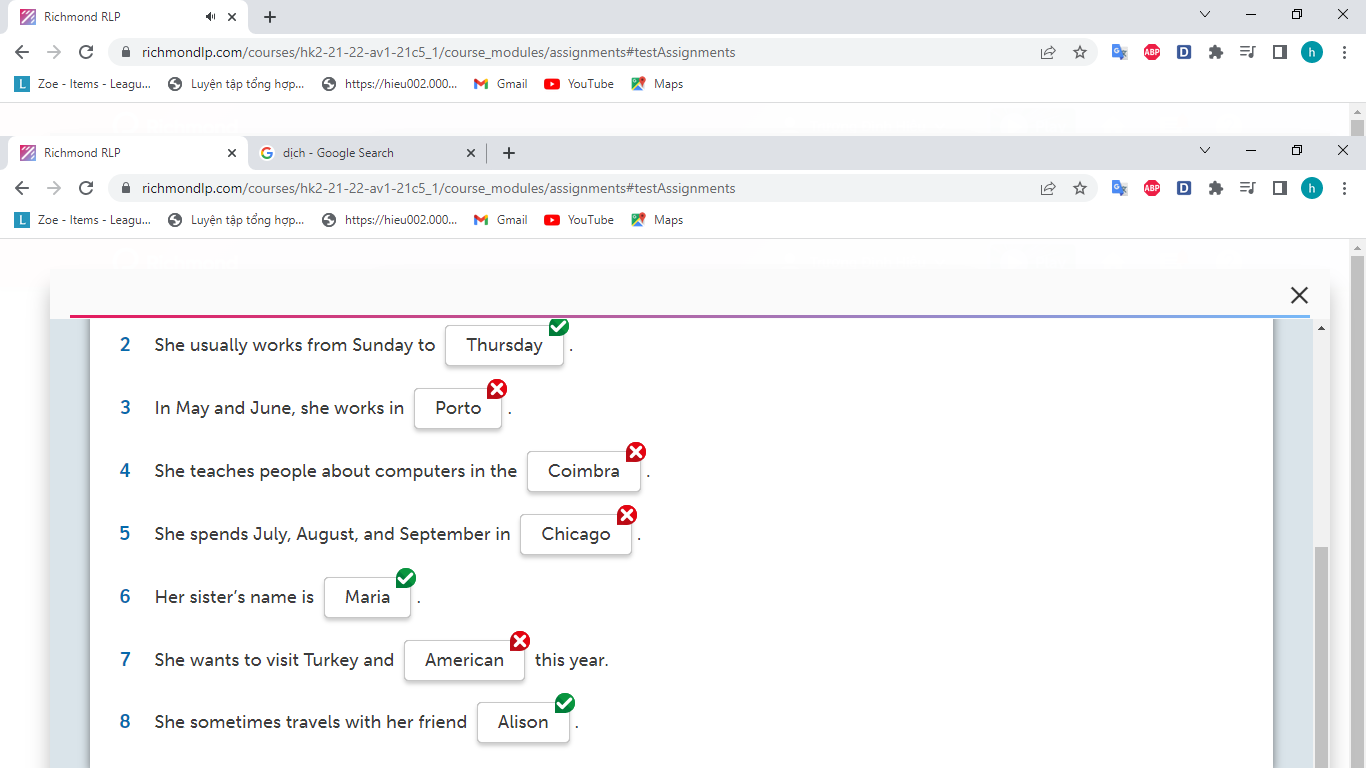 Richmond RLP
richmondlp.com/courses/hk2-21-22-av1-21c5_1/course_modules/assignments#testAssignments
ABP D h
L Zoe - Items - Leagu... Luyện tập tổng hợp... https://hieu002.000... Gmail YouTube Maps
Richmond RLP dịch - Google Search
richmondlp.com/courses/hk2-21-22-av1-21c5_1/course_modules/assignments#testAssignments
ABP D h
L Zoe - Items - Leagu... Luyện tập tổng hợp... https://hieu002.000... Gmail YouTube Maps
2 She usually works from Sunday to Thursday .
3 In May and June, she works in Porto .
4 She teaches people about computers in the Coimbra .
5 She spends July, August, and September in Chicago .
6 Her sister's name is Maria .
7 She wants to visit Turkey and American this year.
8 She sometimes travels with her friend Alison .